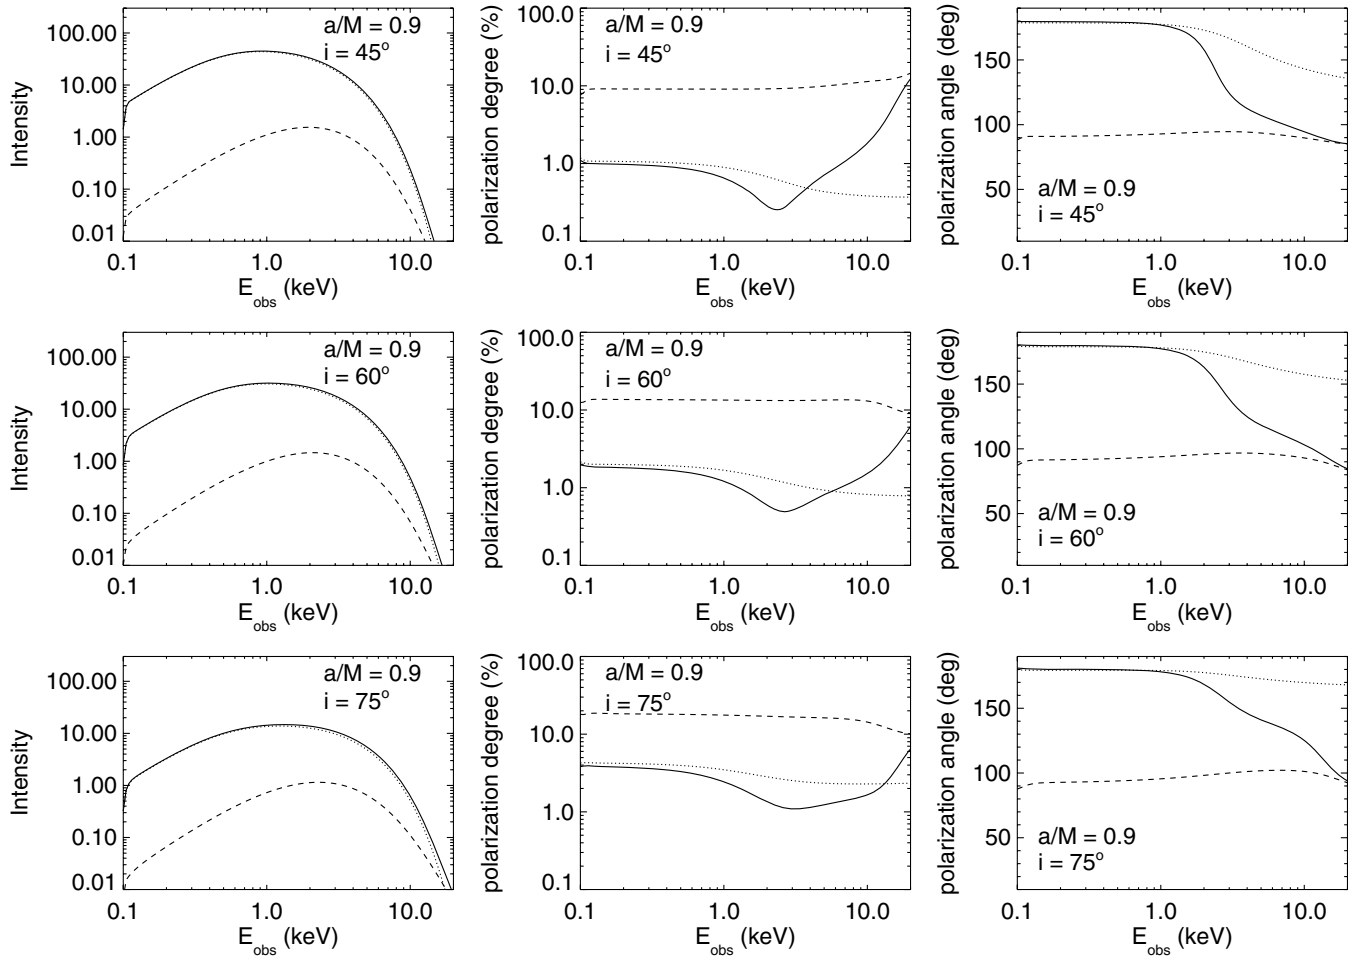 Intensity
100.00
10.00
1.00
0.10
0.01
a/M = 0.9
i = 45°
0.1
1.0
10.0
E_obs (keV)
polarization degree (%)
100.0
10.0
1.0
0.1
a/M = 0.9
i = 45°
0.1
1.0
10.0
E_obs (keV)
polarization angle (deg)
150
100
50
a/M = 0.9
i = 45°
0.1
1.0
10.0
E_obs (keV)
Intensity
100.00
10.00
1.00
0.10
0.01
a/M = 0.9
i = 60°
0.1
1.0
10.0
E_obs (keV)
polarization degree (%)
100.0
10.0
1.0
0.1
a/M = 0.9
i = 60°
0.1
1.0
10.0
E_obs (keV)
polarization angle (deg)
150
100
50
a/M = 0.9
i = 60°
0.1
1.0
10.0
E_obs (keV)
Intensity
100.00
10.00
1.00
0.10
0.01
a/M = 0.9
i = 75°
0.1
1.0
10.0
E_obs (keV)
polarization degree (%)
100.0
10.0
1.0
0.1
a/M = 0.9
i = 75°
0.1
1.0
10.0
E_obs (keV)
polarization angle (deg)
150
100
50
a/M = 0.9
i = 75°
0.1
1.0
10.0
E_obs (keV)